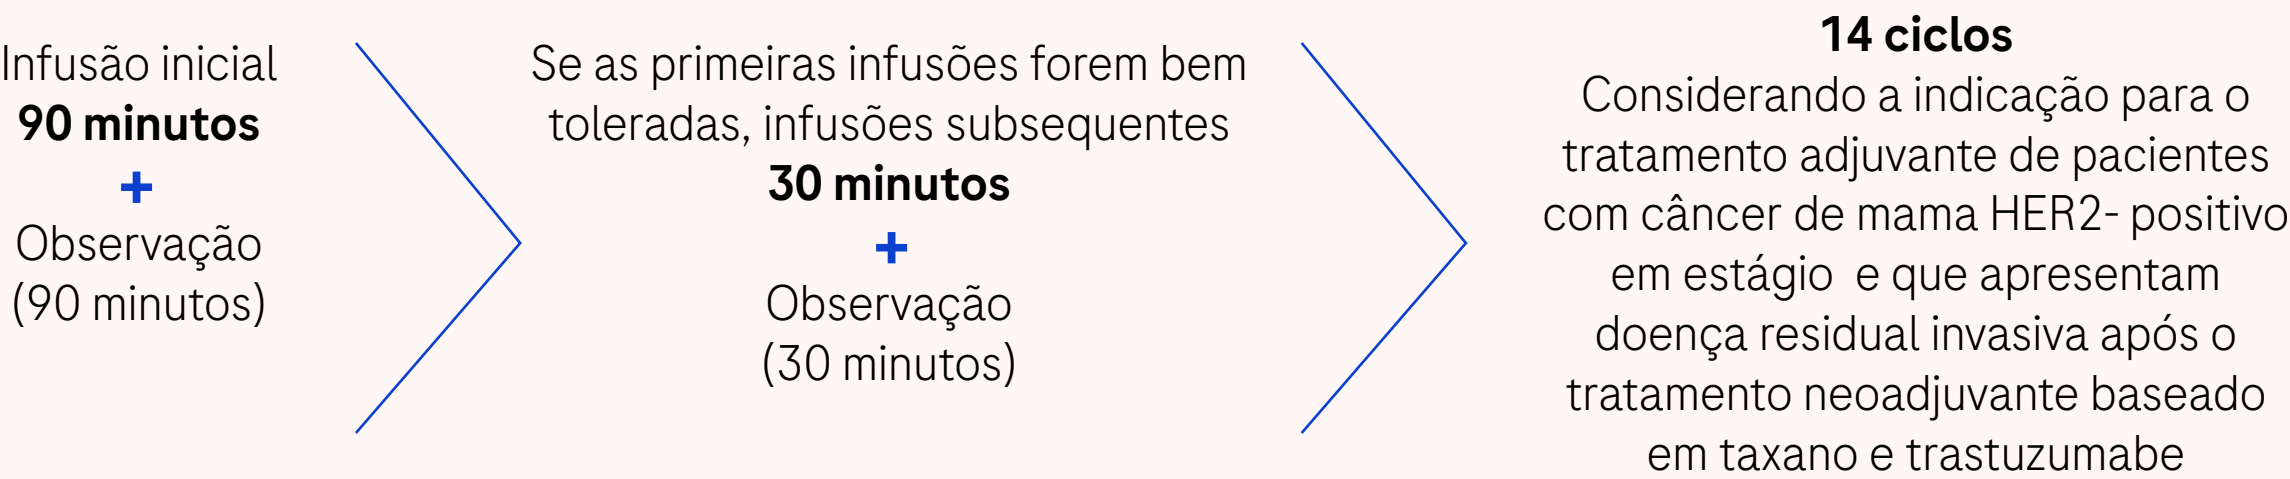 Infusão inicial
90 minutos
+
Observação
(90 minutos)
Se as primeiras infusões forem bem
toleradas, infusões subsequentes
30 minutos
+
Observação
(30 minutos)
14 ciclos
Considerando a indicação para o
tratamento adjuvante de pacientes
com câncer de mama HER2- positivo
em estágio  e que apresentam
doença residual invasiva após o
tratamento neoadjuvante baseado
em taxano e trastuzumabe